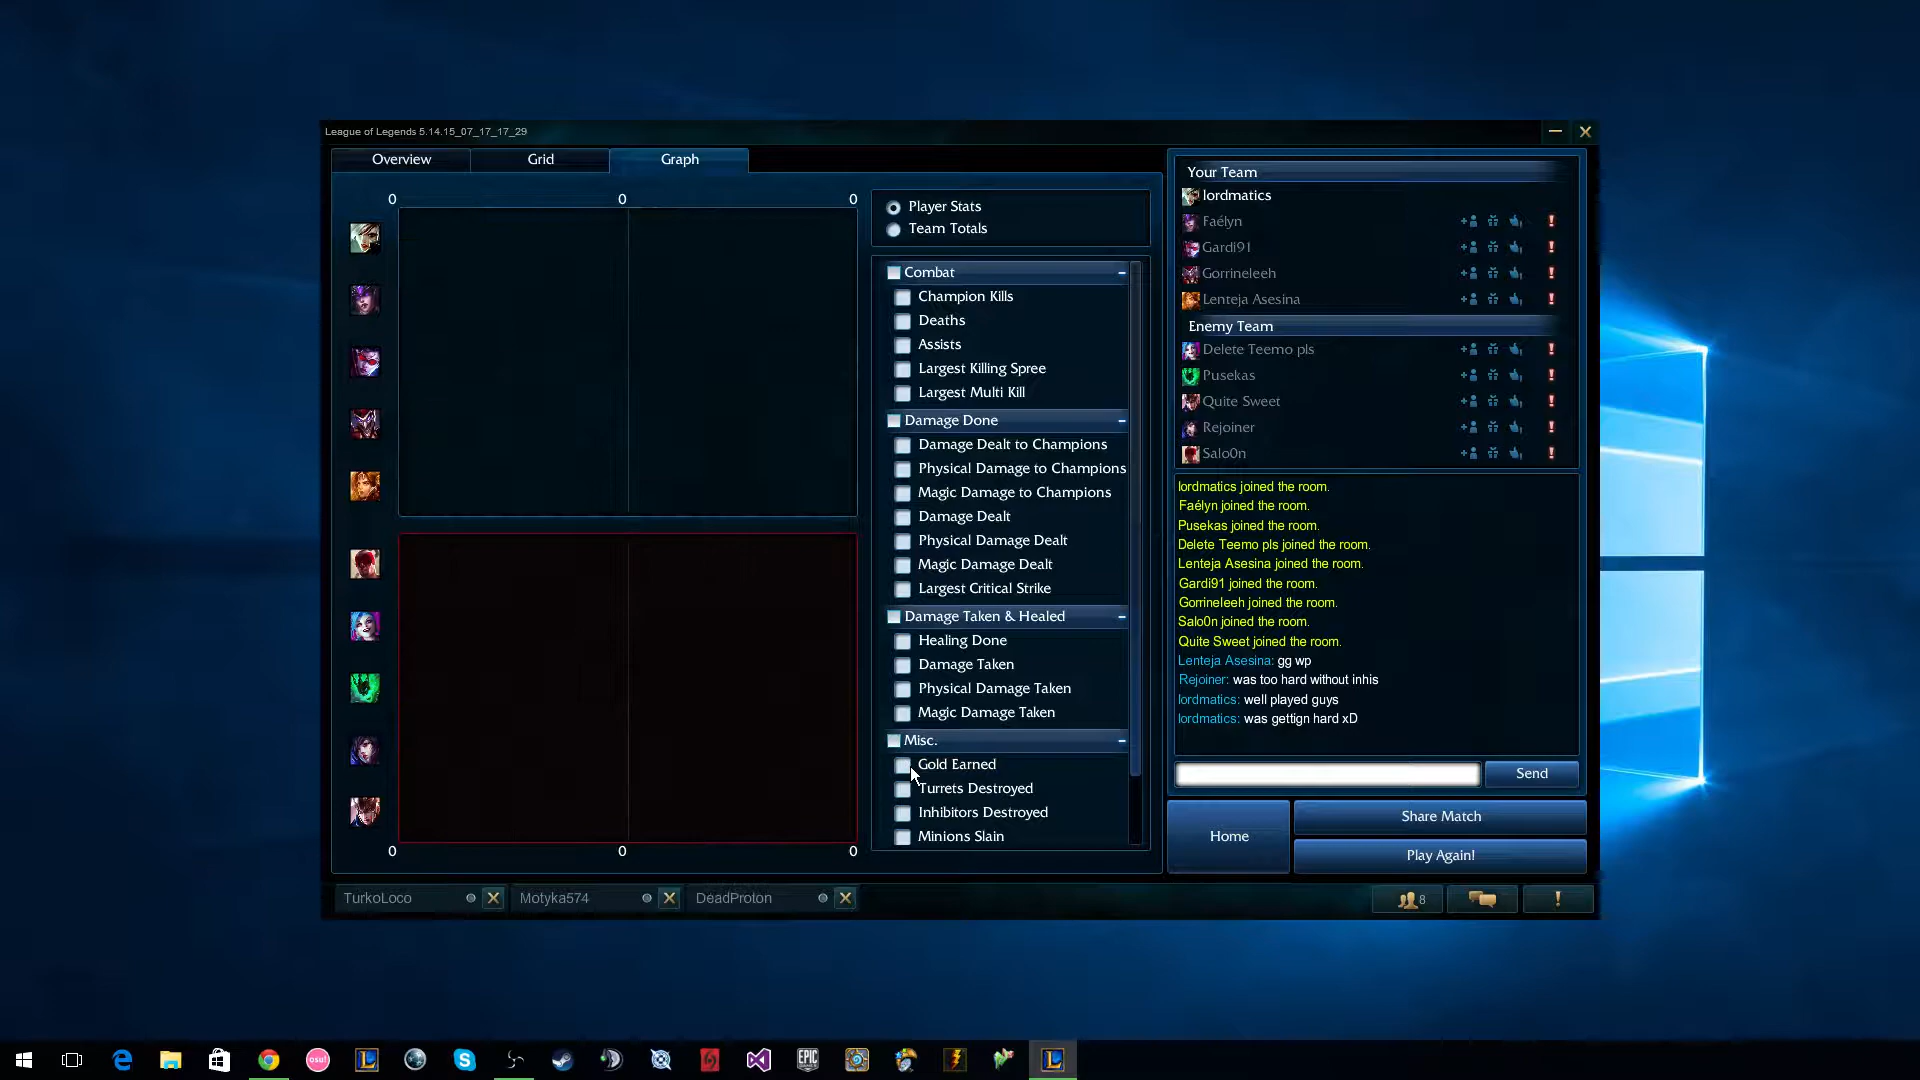 League of Legends 5.14.15_07_17_17_29
Overview
Grid
Graph
0 0 0
0 0 0
Player Stats
Team Totals
Combat
Champion Kills
Deaths
Assists
Largest Killing Spree
Largest Multi Kill
Damage Done
Damage Dealt to Champions
Physical Damage to Champions
Magic Damage to Champions
Damage Dealt
Physical Damage Dealt
Magic Damage Dealt
Largest Critical Strike
Damage Taken & Healed
Healing Done
Damage Taken
Physical Damage Taken
Magic Damage Taken
Misc.
Gold Earned
Turrets Destroyed
Inhibitors Destroyed
Minions Slain
Your Team
lordmatics
Faélyn
Gardi91
Gorrineleeh
Lenteja Asesina
Enemy Team
Delete Teemo pls
Pusekas
Quite Sweet
Rejoiner
Salo0n
lordmatics joined the room.
Faélyn joined the room.
Pusekas joined the room.
Delete Teemo pls joined the room.
Lenteja Asesina joined the room.
Gardi91 joined the room.
Gorrineleeh joined the room.
Salo0n joined the room.
Quite Sweet joined the room.
Lenteja Asesina: gg wp
Rejoiner: was too hard without inhis
lordmatics: well played guys
lordmatics: was gettign hard xD
Send
Home
Share Match
Play Again!
TurkoLoco
Motyka574
DeadProton
8
osu!
EPIC